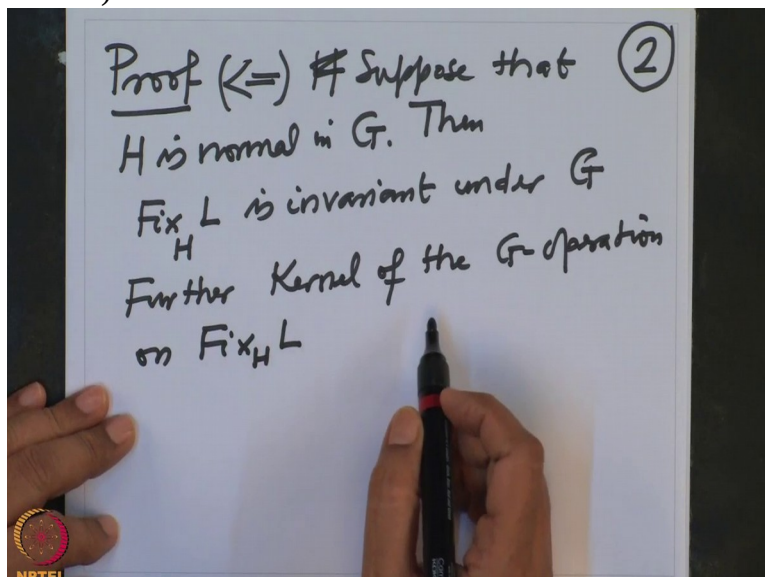 Proof (<=) Suppose that
2
H is normal in G. Then
Fix_H L is invariant under G
Further Kernel of the G-operation
on Fix_H L
NPTEL